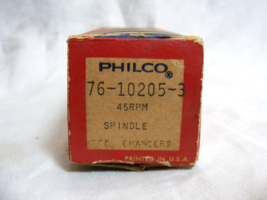 PHILCO®
76-10205-3
45RPM
SPINDLE
CHANGERS
PRINTED IN U.S.A.